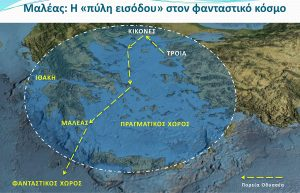 Μαλέας: Η «πύλη εισόδου» στον φανταστικό κόσμο
ΚΙΚΟΝΕΣ
ΤΡΟΙΑ
ΙΘΑΚΗ
ΜΑΛΕΑΣ
ΠΡΑΓΜΑΤΙΚΟΣ ΧΩΡΟΣ
ΦΑΝΤΑΣΤΙΚΟΣ ΧΩΡΟΣ
Πορεία Οδυσσέα